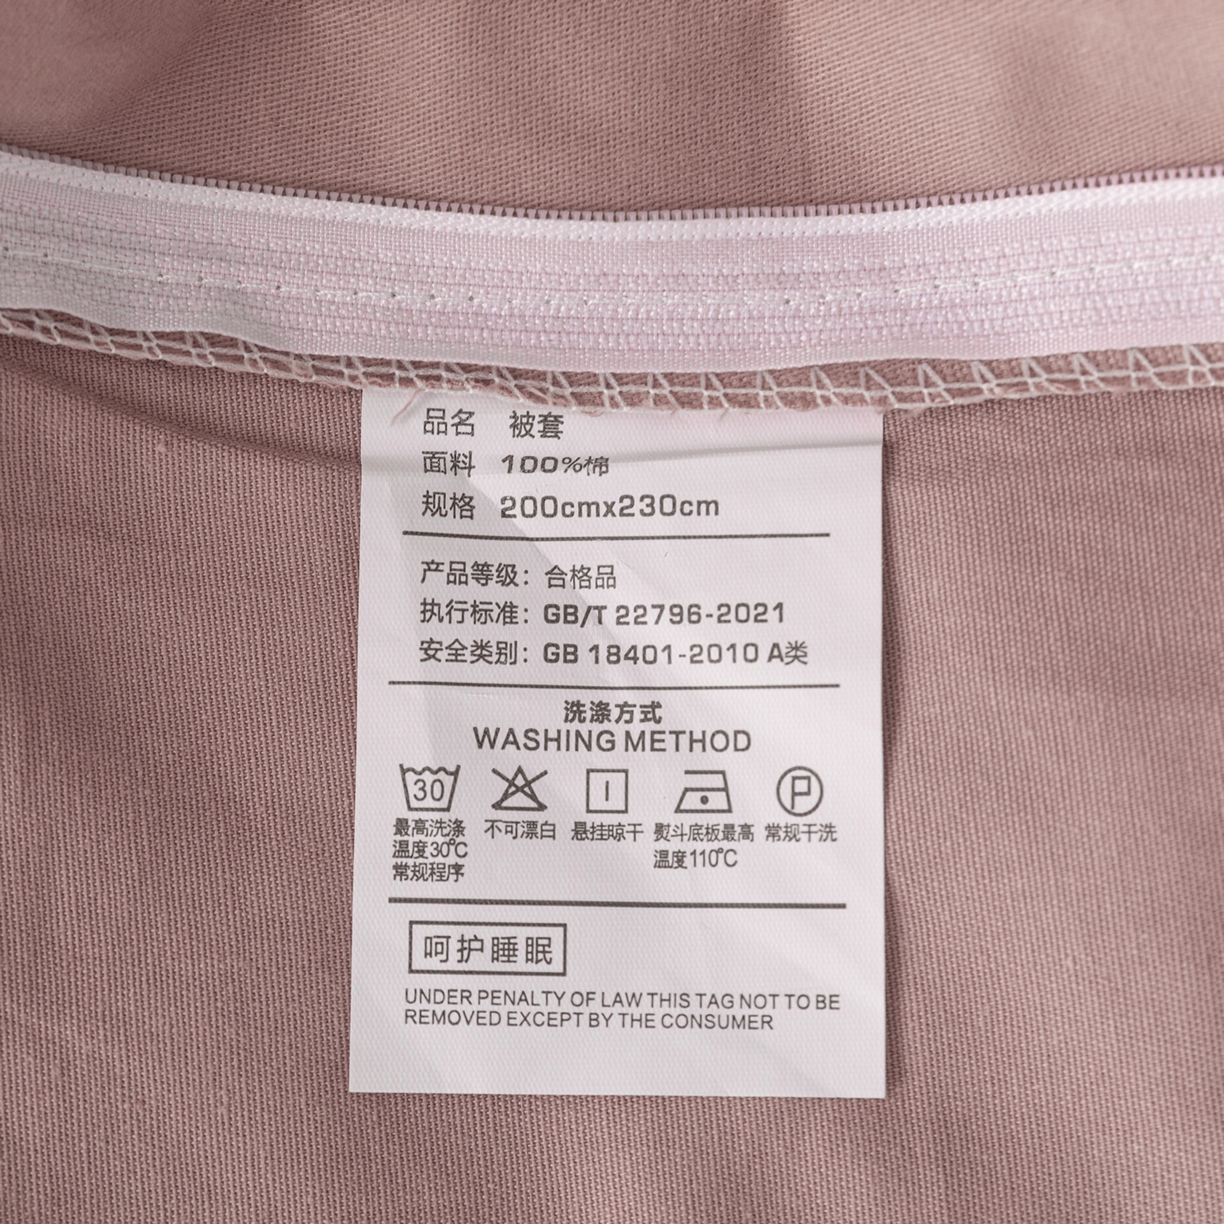 品名 被套
面料 100%棉
规格 200cmx230cm
产品等级：合格品
执行标准：GB/T 22796-2021
安全类别：GB 18401-2010 A类
洗涤方式
WASHING METHOD
30
P
最高洗涤
温度30℃
常规程序
不可漂白
悬挂晾干
熨斗底板最高
温度110℃
常规干洗
呵护睡眠
UNDER PENALTY OF LAW THIS TAG NOT TO BE
REMOVED EXCEPT BY THE CONSUMER